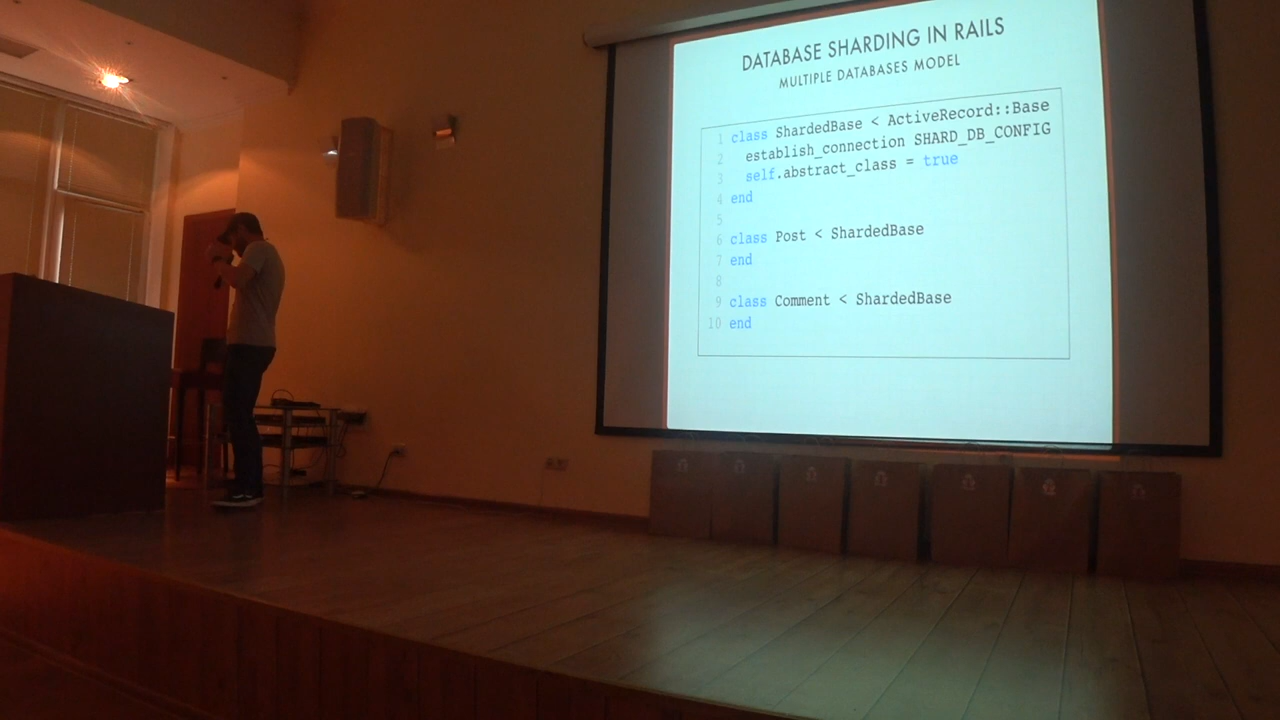 DATABASE SHARDING IN RAILS
MULTIPLE DATABASES MODEL
1 class ShardedBase < ActiveRecord::Base
2 establish_connection SHARD_DB_CONFIG
3 self.abstract_class = true
4 end
5
6 class Post < ShardedBase
7 end
8
9 class Comment < ShardedBase
10 end